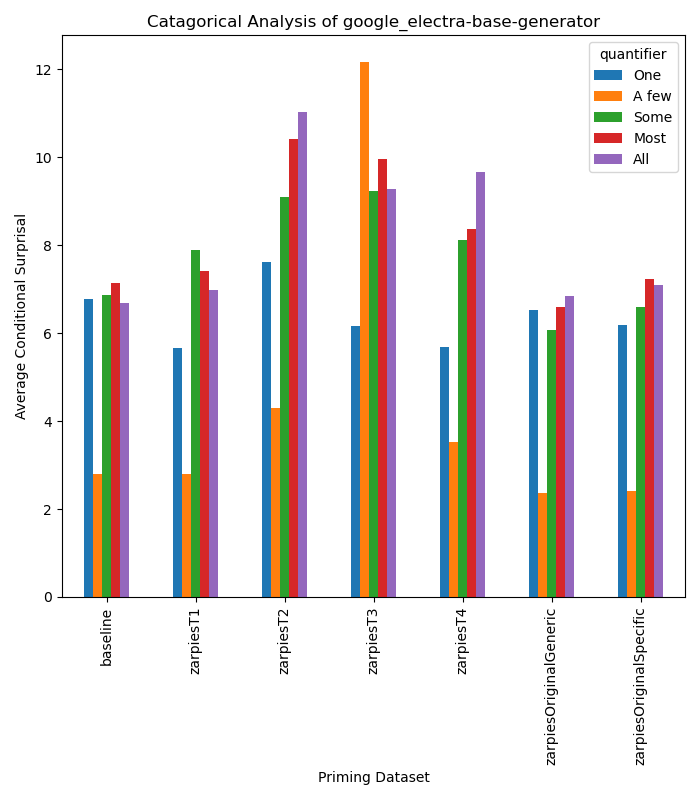 Catagorical Analysis of google_electra-base-generator
quantifier
One
A few
Some
Most
All
Average Conditional Surprisal
12
10
8
6
4
2
0
baseline
zarpiesT1
zarpiesT2
zarpiesT3
zarpiesT4
zarpiesOriginalGeneric
zarpiesOriginalSpecific
Priming Dataset